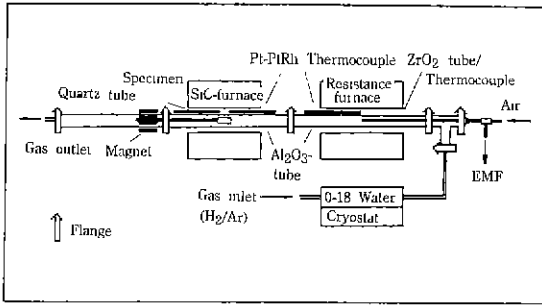 Pt-PtRh Thermocouple
ZrO2 tube/
Thermocouple
Specimen
Quartz
tube
SiC-furnace
Resistance
furnace
Air
Gas outlet
Magnet
Al2O3-
tube
EMF
Gas inlet
(H2/Ar)
0-18 Water
Cryostat
Flange